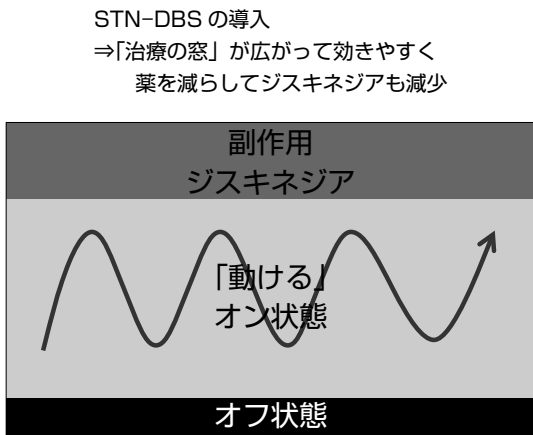 STN-DBS の導入
⇒「治療の窓」が広がって効きやすく
薬を減らしてジスキネジアも減少
副作用
ジスキネジア
「動ける」
オン状態
オフ状態